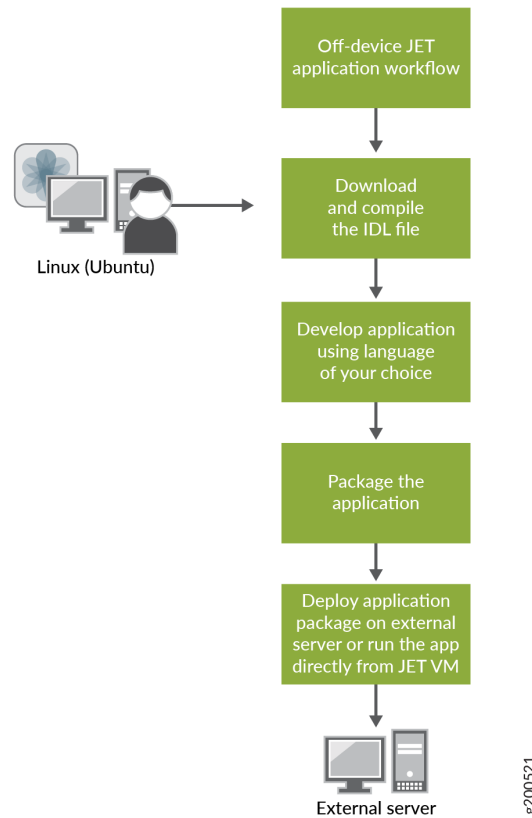 Off-device JET
application workflow
Download
and compile
the IDL file
Linux (Ubuntu)
Develop application
using language
of your choice
Package the
application
Deploy application
package on external
server or run the app
directly from JET VM
External server
g200521